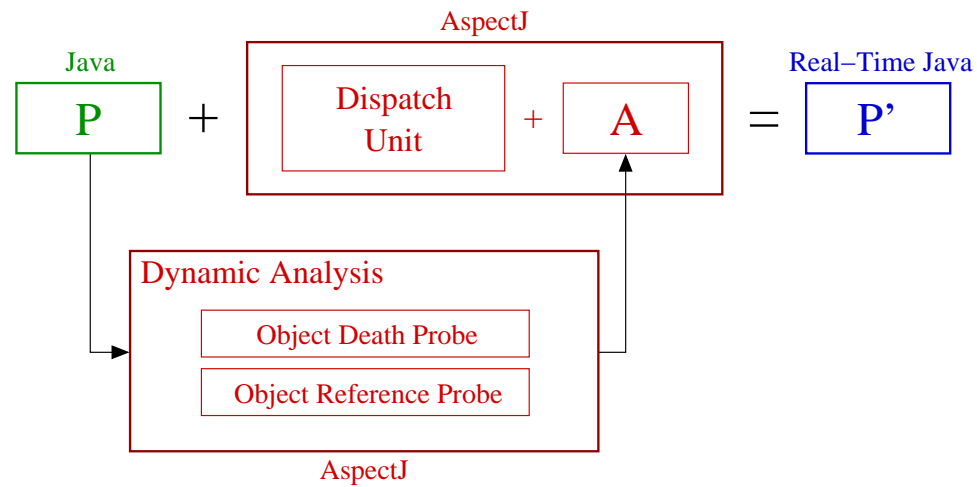 AspectJ
Java
Real−Time Java
P
+
Dispatch
Unit
+
A
=
P’
Dynamic Analysis
Object Death Probe
Object Reference Probe
AspectJ